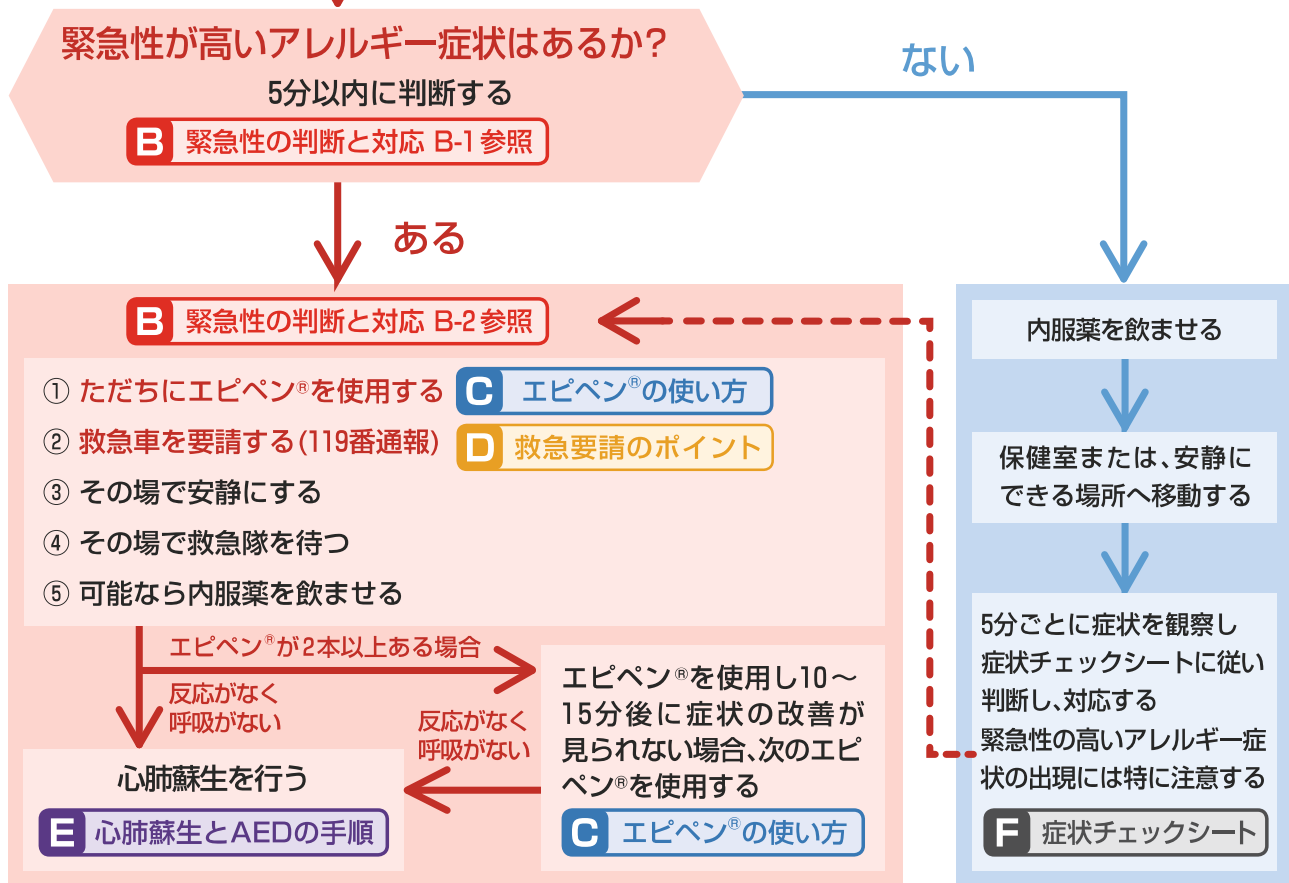 緊急性が高いアレルギー症状はあるか?
5分以内に判断する
B 緊急性の判断と対応 B-1参照
ない
ある
B 緊急性の判断と対応 B-2参照
① ただちにエピペン®を使用する C エピペン®の使い方
② 救急車を要請する(119番通報) D 救急要請のポイント
③ その場で安静にする
④ その場で救急隊を待つ
⑤ 可能なら内服薬を飲ませる
エピペン®が2本以上ある場合
反応がなく
呼吸がない
エピペン®を使用し10〜
15分後に症状の改善が
見られない場合、次のエピ
ペン®を使用する
C エピペン®の使い方
反応がなく
呼吸がない
心肺蘇生を行う
E 心肺蘇生とAEDの手順
内服薬を飲ませる
保健室または、安静に
できる場所へ移動する
5分ごとに症状を観察し
症状チェックシートに従い
判断し、対応する
緊急性の高いアレルギー症
状の出現には特に注意する
F 症状チェックシート